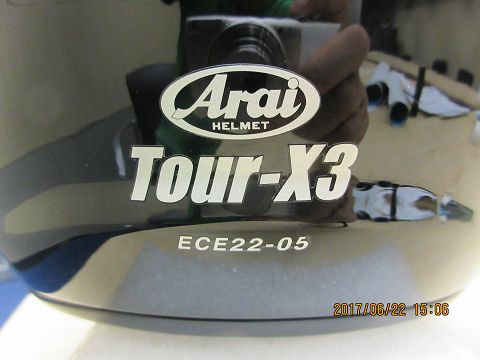 Arai
HELMET
Tour-X3
ECE22-05
2017/06/22 15:06